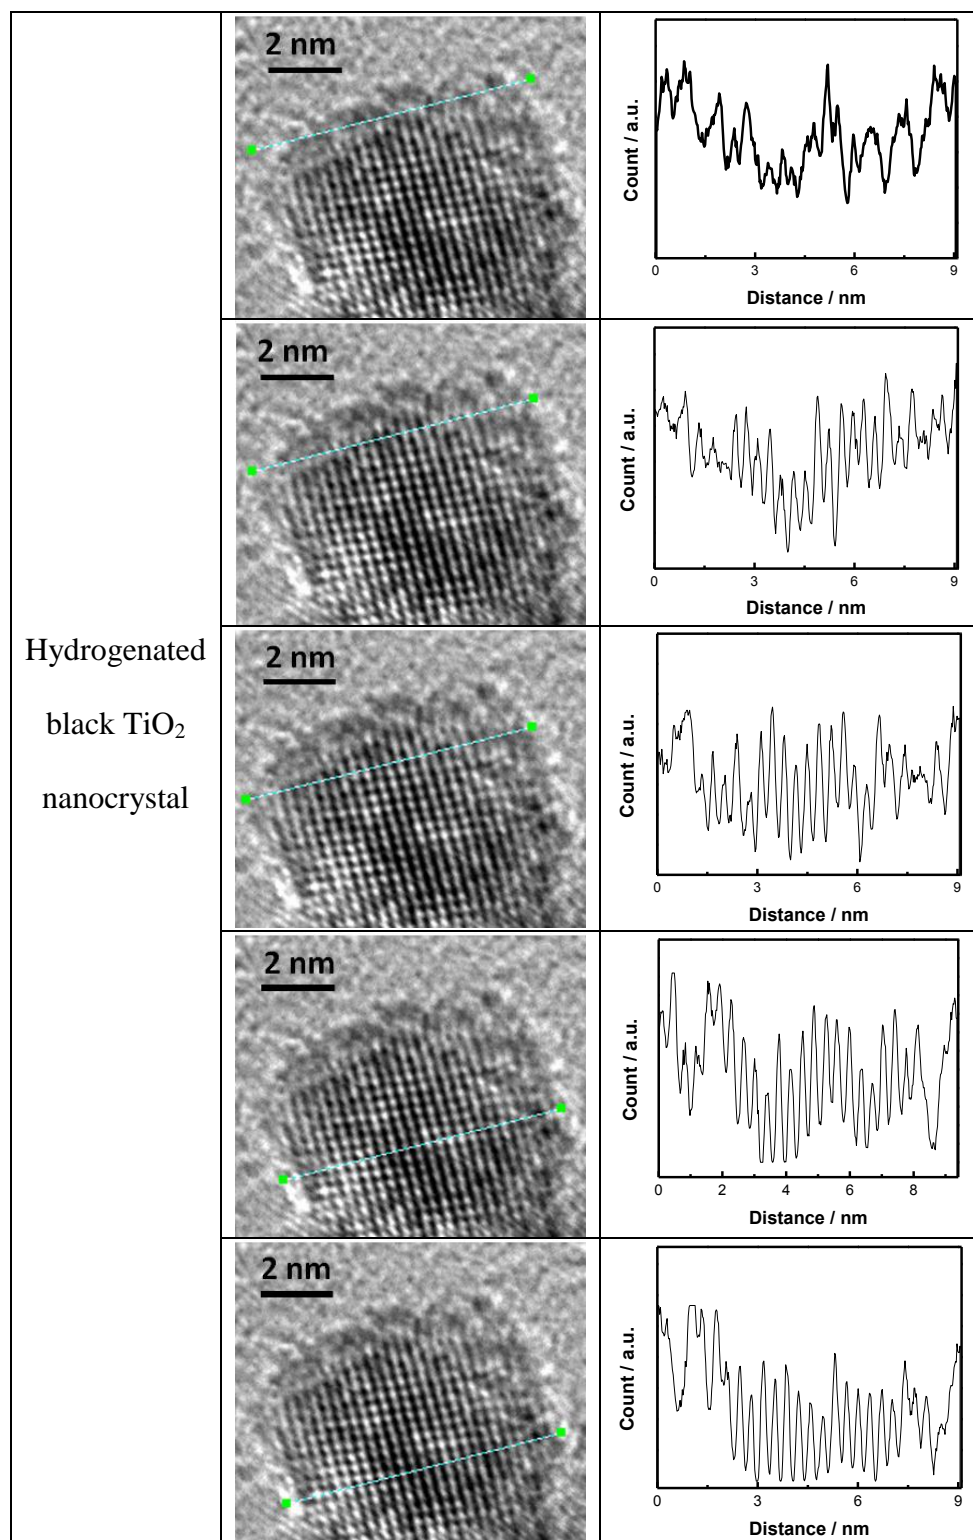 Hydrogenated
black TiO₂
nanocrystal
2 nm
Count / a.u.
0 3 6 9
Distance / nm
2 nm
Count / a.u.
0 3 6 9
Distance / nm
2 nm
Count / a.u.
0 3 6 9
Distance / nm
2 nm
Count / a.u.
0 2 4 6 8
Distance / nm
2 nm
Count / a.u.
0 3 6 9
Distance / nm